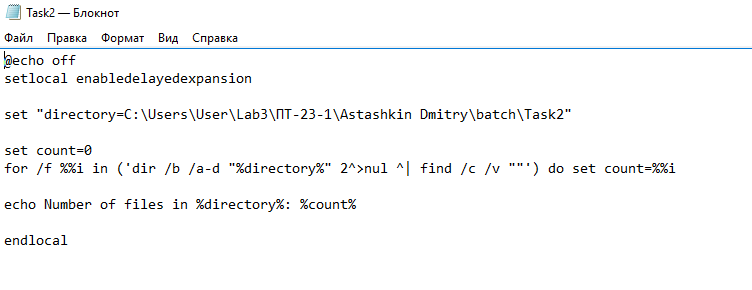 Task2 — Блокнот
Файл Правка Формат Вид Справка
@echo off
setlocal enabledelayedexpansion
set "directory=C:\Users\User\Lab3\ПТ-23-1\Astashkin Dmitry\batch\Task2"
set count=0
for /f %%i in ('dir /b /a-d "%directory%" 2^>nul ^| find /c /v ""') do set count=%%i
echo Number of files in %directory%: %count%
endlocal